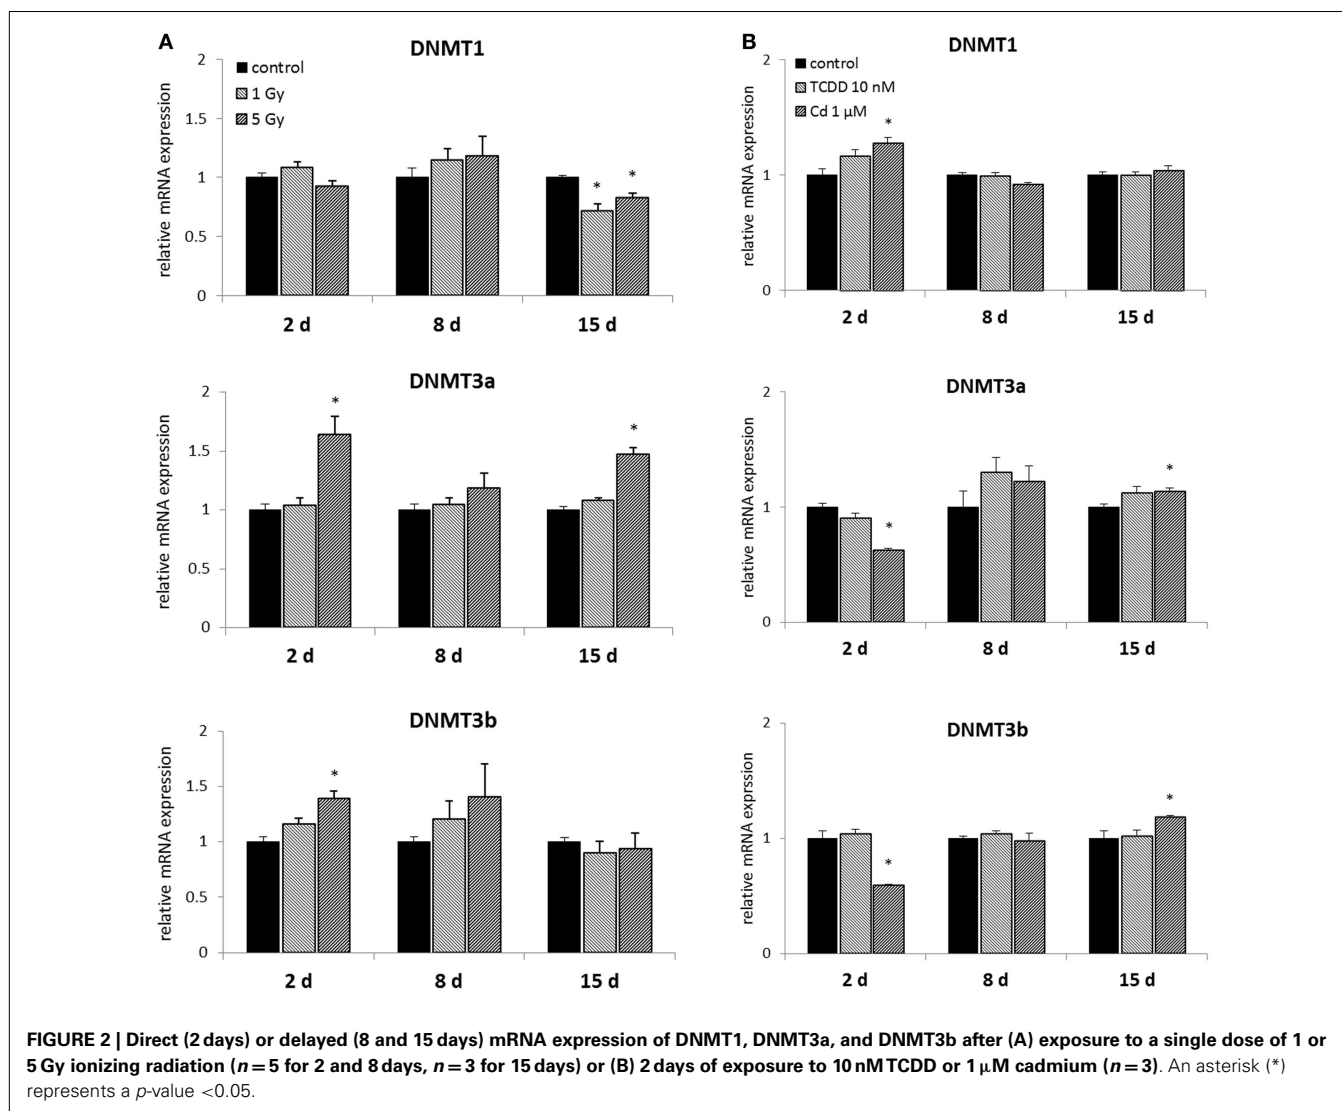 A
DNMT1
relative mRNA expression
2
1.5
1
0.5
0
control
1 Gy
5 Gy
* *
2 d 8 d 15 d
DNMT3a
relative mRNA expression
2
1.5
1
0.5
0
* *
2 d 8 d 15 d
DNMT3b
relative mRNA expression
2
1.5
1
0.5
0
*
2 d 8 d 15 d
B
DNMT1
relative mRNA expression
2
1
0
control
TCDD 10 nM
Cd 1 µM
*
2 d 8 d 15 d
DNMT3a
relative mRNA expression
2
1
0
* *
2 d 8 d 15 d
DNMT3b
relative mRNA exprssion
2
1
0
* *
2 d 8 d 15 d
FIGURE 2 | Direct (2 days) or delayed (8 and 15 days) mRNA expression of DNMT1, DNMT3a, and DNMT3b after (A) exposure to a single dose of 1 or
5 Gy ionizing radiation (n = 5 for 2 and 8 days, n = 3 for 15 days) or (B) 2 days of exposure to 10 nM TCDD or 1 µM cadmium (n = 3). An asterisk (*)
represents a p-value <0.05.